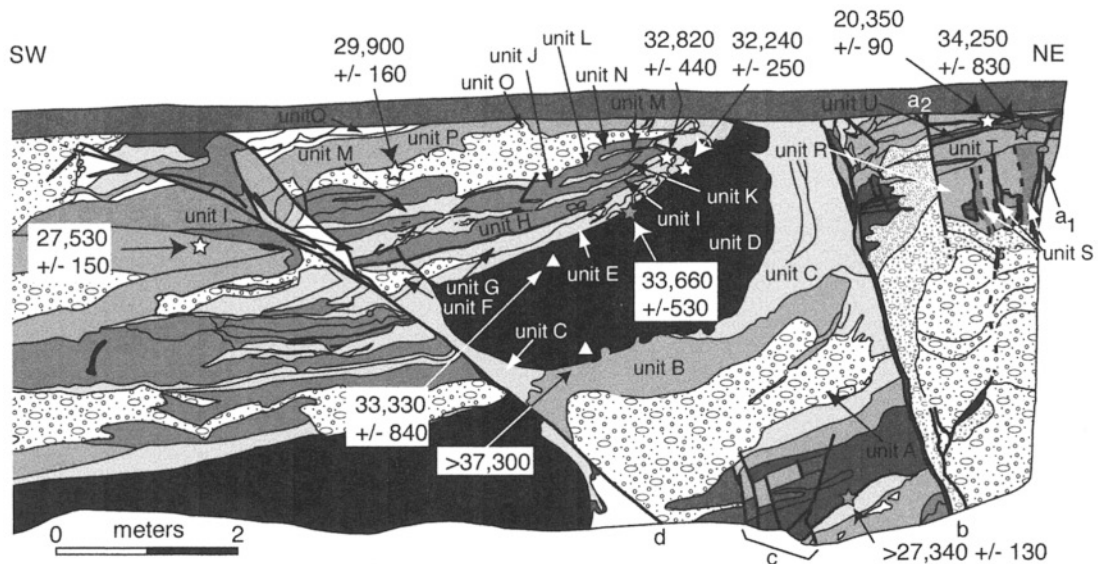 SW
29,900
+/- 160
unit J
unit L
unit O
unit N
32,820
+/- 440
unit M
32,240
+/- 250
20,350
+/- 90
34,250
+/- 830
NE
unitQ
unit P
unit M
unit U
a2
unit R
unit T
unit K
unit I
unit I
unit H
unit D
a1
unit S
27,530
+/- 150
unit G
unit F
unit E
33,660
+/-530
unit C
unit C
unit B
33,330
+/- 840
>37,300
unit A
0 meters 2
d
c
b
>27,340 +/- 130